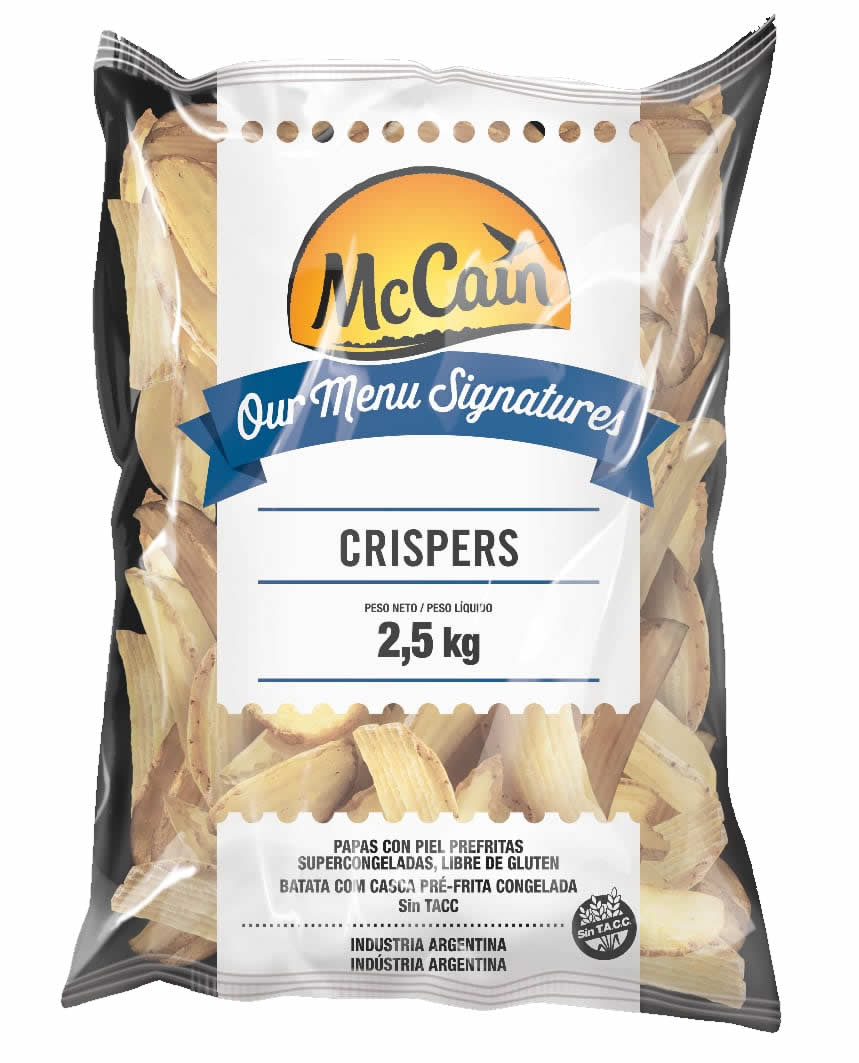 McCain
Our Menu Signatures
CRISPERS
PESO NETO / PESO LÍQUIDO
2,5 kg
PAPAS CON PIEL PREFRITAS
SUPERCONGELADAS, LIBRE DE GLUTEN
BATATA COM CASCA PRÉ-FRITA CONGELADA
Sin TACC
Sin T.A.C.C.
INDUSTRIA ARGENTINA
INDÚSTRIA ARGENTINA